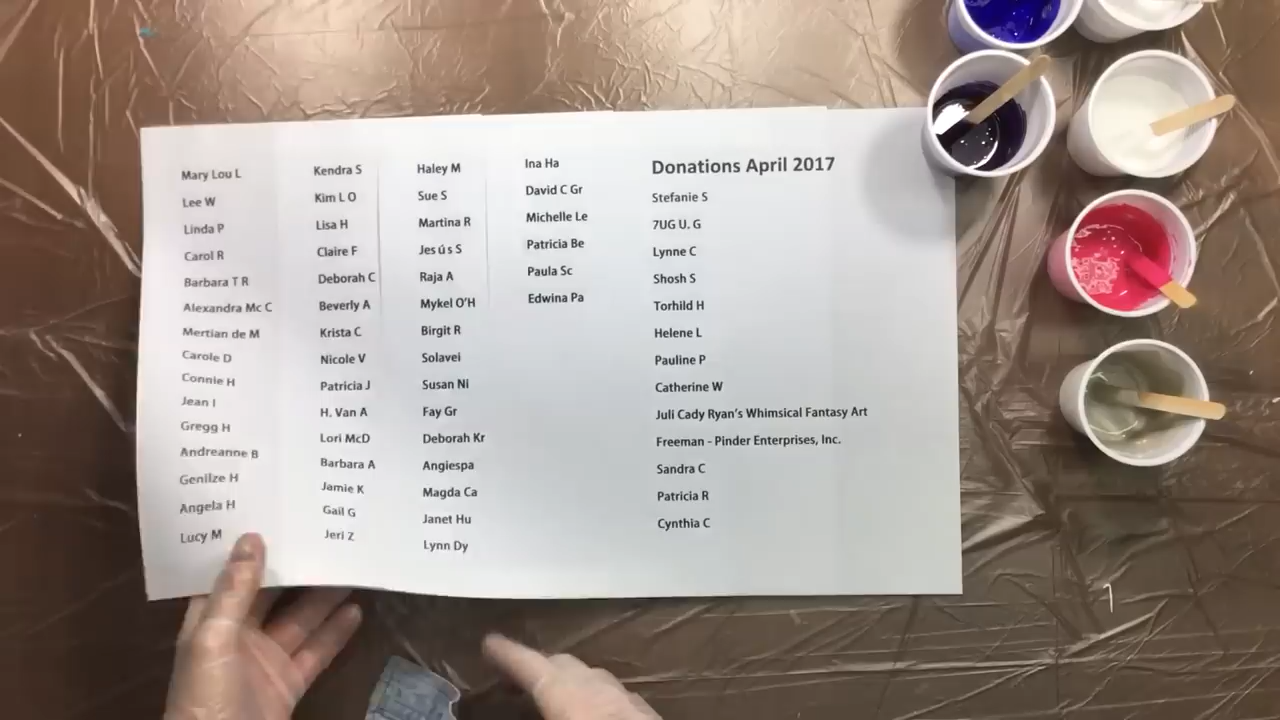 Mary Lou L
Lee W
Linda P
Carol R
Barbara T R
Alexandra Mc C
Mertian de M
Carole D
Connie H
Jean I
Gregg H
Andreanne B
Genilze H
Angela H
Lucy M
Kendra S
Kim L O
Lisa H
Claire F
Deborah C
Beverly A
Krista C
Nicole V
Patricia J
H. Van A
Lori McD
Barbara A
Jamie K
Gail G
Jeri Z
Haley M
Sue S
Martina R
Jesús S
Raja A
Mykel O'H
Birgit R
Solavei
Susan Ni
Fay Gr
Deborah Kr
Angiespa
Magda Ca
Janet Hu
Lynn Dy
Ina Ha
David C Gr
Michelle Le
Patricia Be
Paula Sc
Edwina Pa
Donations April 2017
Stefanie S
7UG U. G
Lynne C
Shosh S
Torhild H
Helene L
Pauline P
Catherine W
Juli Cady Ryan's Whimsical Fantasy Art
Freeman - Pinder Enterprises, Inc.
Sandra C
Patricia R
Cynthia C